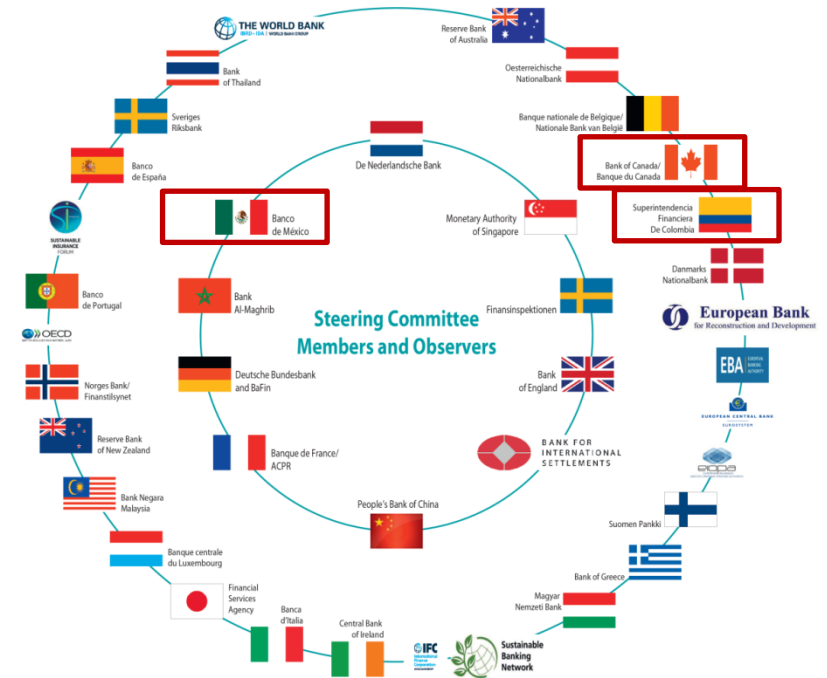 THE WORLD BANK
IBRD • IDA | WORLD BANK GROUP
Reserve Bank
of Australia
Oesterreichische
Nationalbank
Banque nationale de Belgique/
Nationale Bank van België
Bank of Canada/
Banque du Canada
Superintendencia
Financiera
De Colombia
Danmarks
Nationalbank
European Bank
for Reconstruction and Development
EBA
EUROPEAN
BANKING
AUTHORITY
EUROPEAN CENTRAL BANK
EUROSYSTEM
eiopa
Suomen Pankki
Bank of Greece
Magyar
Nemzeti Bank
Sustainable
Banking
Network
IFC
International
Finance
Corporation
Central Bank
of Ireland
Banca
d'Italia
Financial
Services
Agency
Banque centrale
du Luxembourg
Bank Negara
Malaysia
Reserve Bank
of New Zealand
Norges Bank/
Finanstilsynet
OECD
Banco
de Portugal
SUSTAINABLE
INSURANCE
FORUM
Banco
de España
Sveriges
Riksbank
Bank
of Thailand
De Nederlandsche Bank
Monetary Authority
of Singapore
Finansinspektionen
Bank
of England
BANK FOR
INTERNATIONAL
SETTLEMENTS
People's Bank of China
Banque de France/
ACPR
Deutsche Bundesbank
and BaFin
Bank
Al-Maghrib
Banco
de México
Steering Committee
Members and Observers